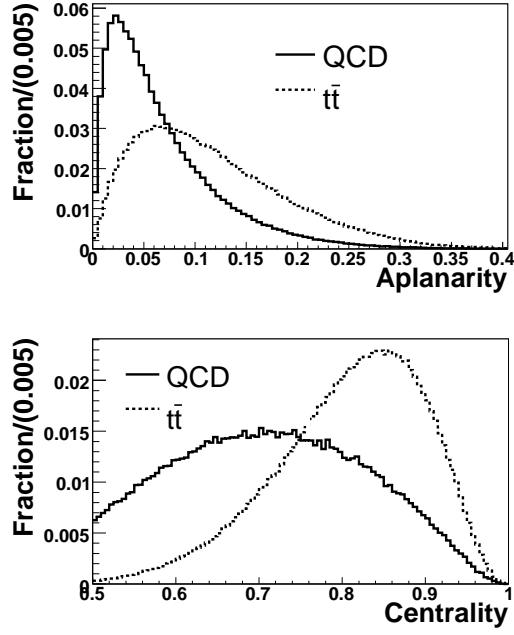 Fraction/(0.005)
0.06
0.05
0.04
0.03
0.02
0.01
0
QCD
tt̄
0 0.05 0.1 0.15 0.2 0.25 0.3 0.35 0.4
Aplanarity
Fraction/(0.005)
0.02
0.015
0.01
0.005
0
QCD
tt̄
0.5 0.6 0.7 0.8 0.9 1
Centrality